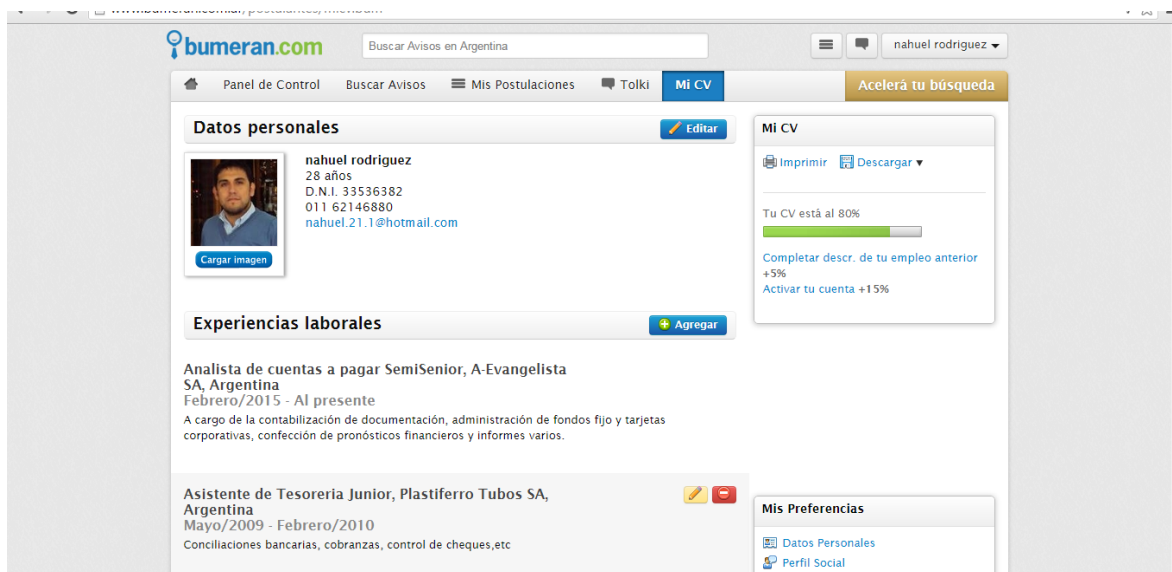 bumeran.com
Buscar Avisos en Argentina
nahuel rodriguez
Panel de Control
Buscar Avisos
Mis Postulaciones
Tolki
Mi CV
Acelerá tu búsqueda
Datos personales
Editar
nahuel rodriguez
28 años
D.N.I. 33536382
011 62146880
nahuel.21.1@hotmail.com
Cargar imagen
Mi CV
Imprimir
Descargar
Tu CV está al 80%
Completar descr. de tu empleo anterior
+5%
Activar tu cuenta +15%
Experiencias laborales
Agregar
Analista de cuentas a pagar SemiSenior, A-Evangelista
SA, Argentina
Febrero/2015 - Al presente
A cargo de la contabilización de documentación, administración de fondos fijo y tarjetas
corporativas, confección de pronósticos financieros y informes varios.
Asistente de Tesoreria Junior, Plastiferro Tubos SA,
Argentina
Mayo/2009 - Febrero/2010
Conciliaciones bancarias, cobranzas, control de cheques,etc
Mis Preferencias
Datos Personales
Perfil Social